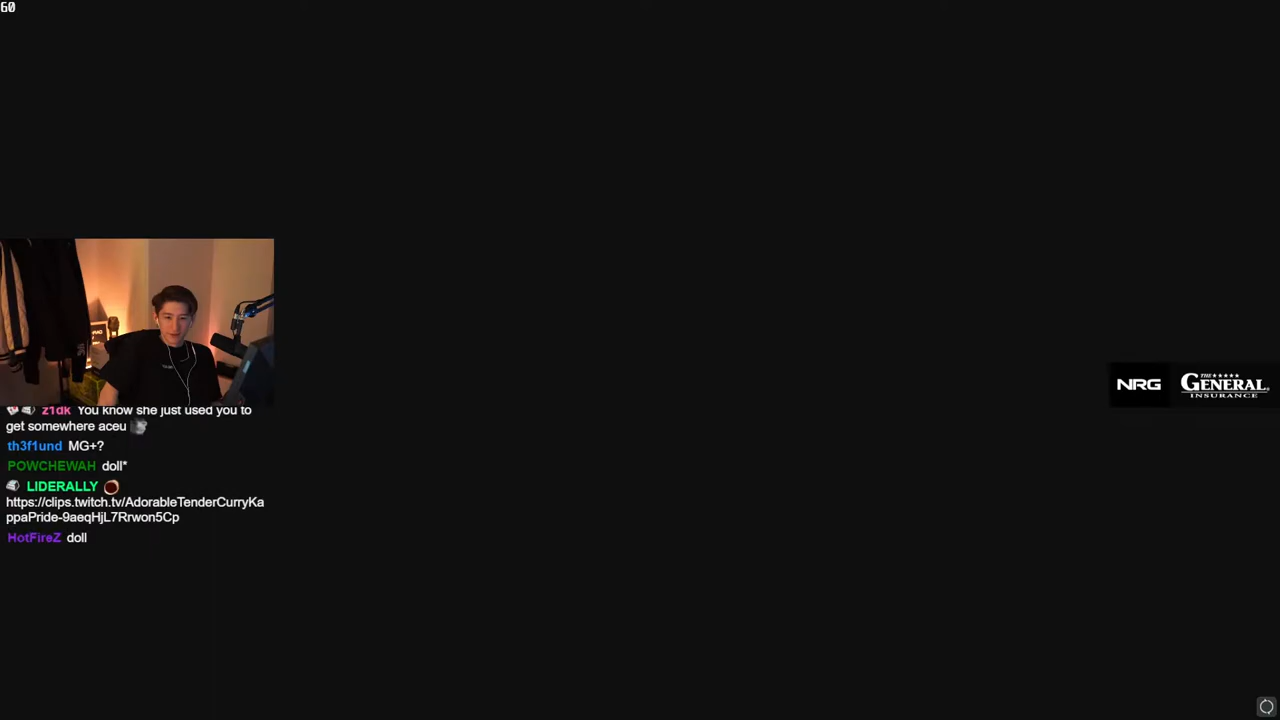 60
z1dk You know she just used you to
get somewhere aceu
th3f1und MG+?
POWCHEWAH doll*
LIDERALLY
https://clips.twitch.tv/AdorableTenderCurryKa
ppaPride-9aeqHjL7Rrwon5Cp
HotFireZ doll
NRG
THE
GENERAL
INSURANCE